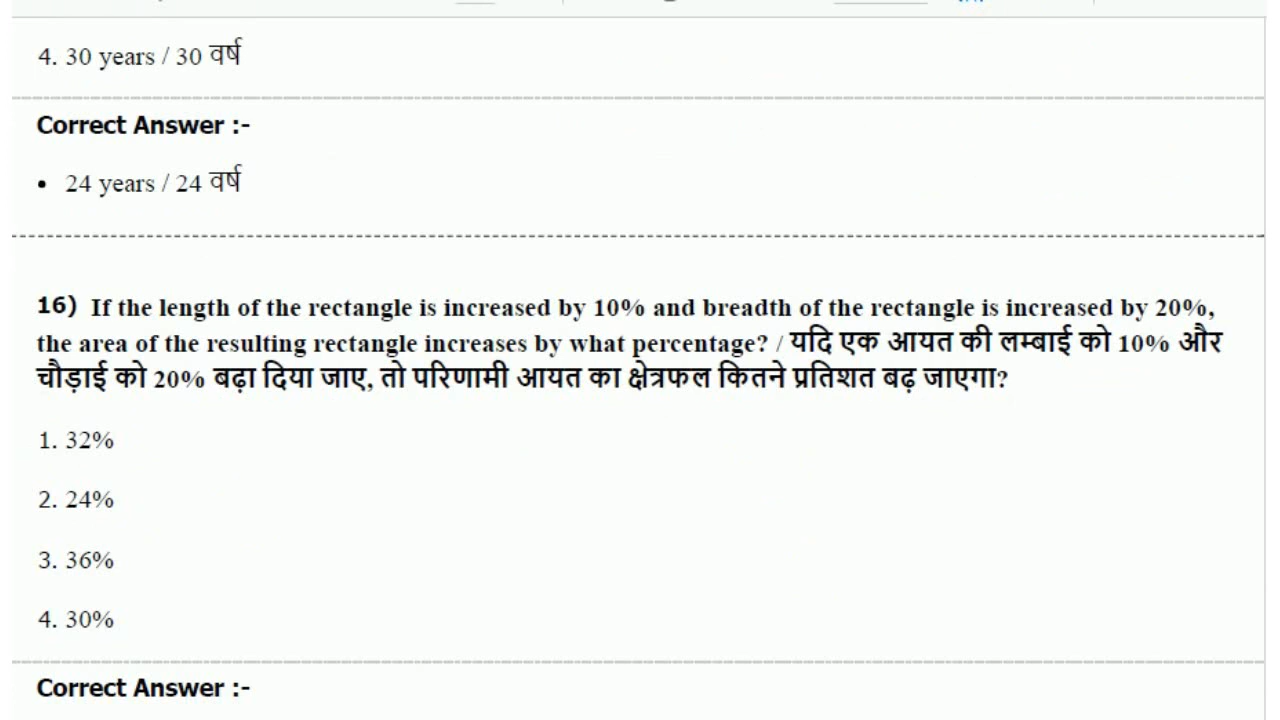 4. 30 years / 30 वर्ष
Correct Answer :-
• 24 years / 24 वर्ष
16) If the length of the rectangle is increased by 10% and breadth of the rectangle is increased by 20%,
the area of the resulting rectangle increases by what percentage? / यदि एक आयत की लम्बाई को 10% और
चौड़ाई को 20% बढ़ा दिया जाए, तो परिणामी आयत का क्षेत्रफल कितने प्रतिशत बढ़ जाएगा?
1. 32%
2. 24%
3. 36%
4. 30%
Correct Answer :-